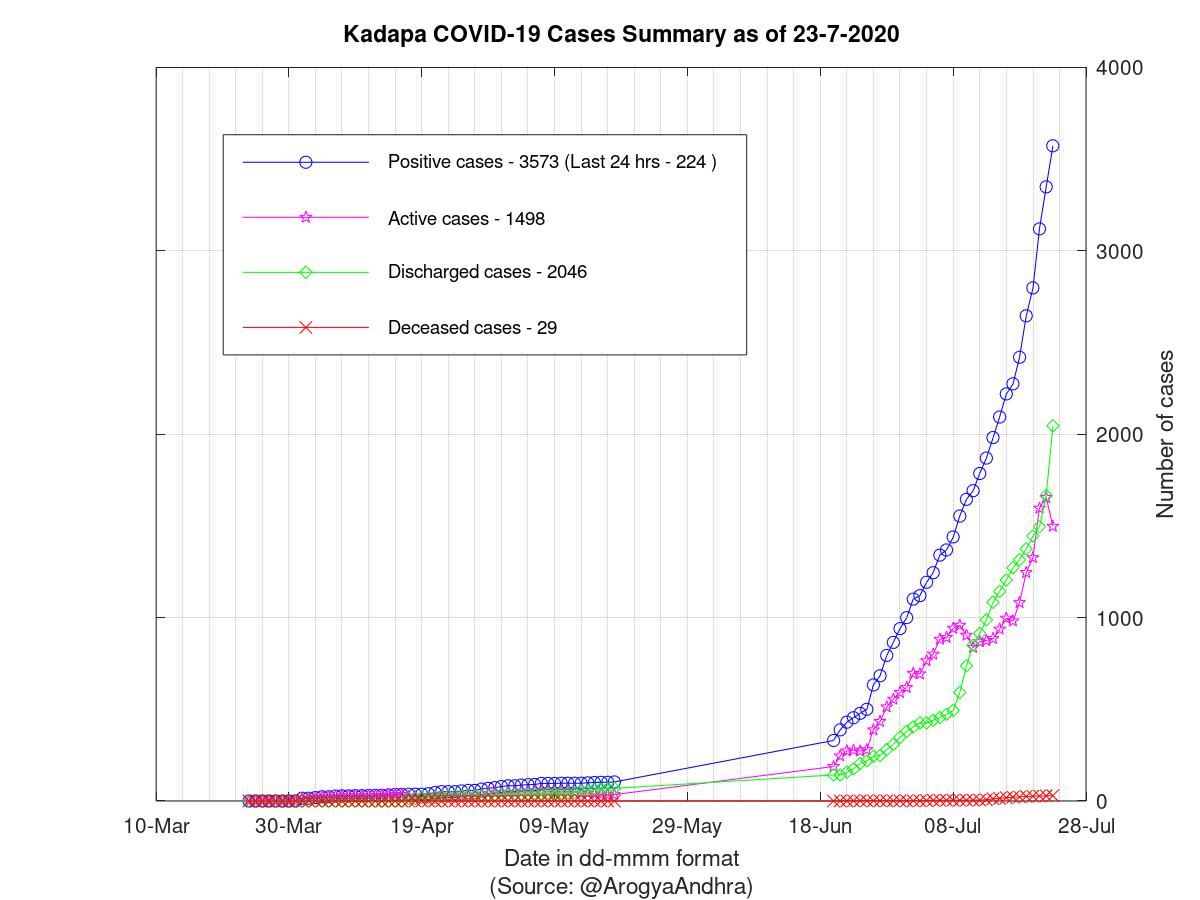 Kadapa COVID-19 Cases Summary as of 23-7-2020
4000
Positive cases - 3573 (Last 24 hrs - 224 )
Active cases - 1498
3000
Discharged cases - 2046
Deceased cases - 29
Number of cases
2000
1000
0
10-Mar 30-Mar 19-Apr 09-May 29-May 18-Jun 08-Jul 28-Jul
Date in dd-mmm format
(Source: @ArogyaAndhra)